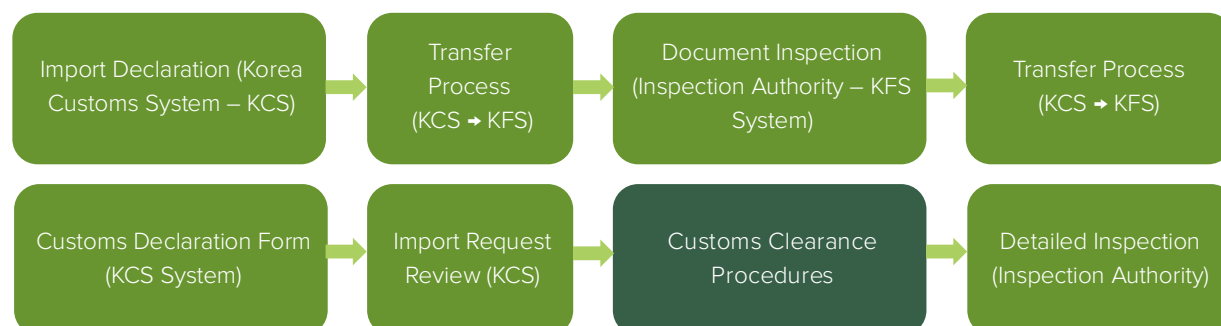 Import Declaration (Korea
Customs System – KCS)
Transfer
Process
(KCS → KFS)
Document Inspection
(Inspection Authority – KFS
System)
Transfer Process
(KCS → KFS)
Customs Declaration Form
(KCS System)
Import Request
Review (KCS)
Customs Clearance
Procedures
Detailed Inspection
(Inspection Authority)